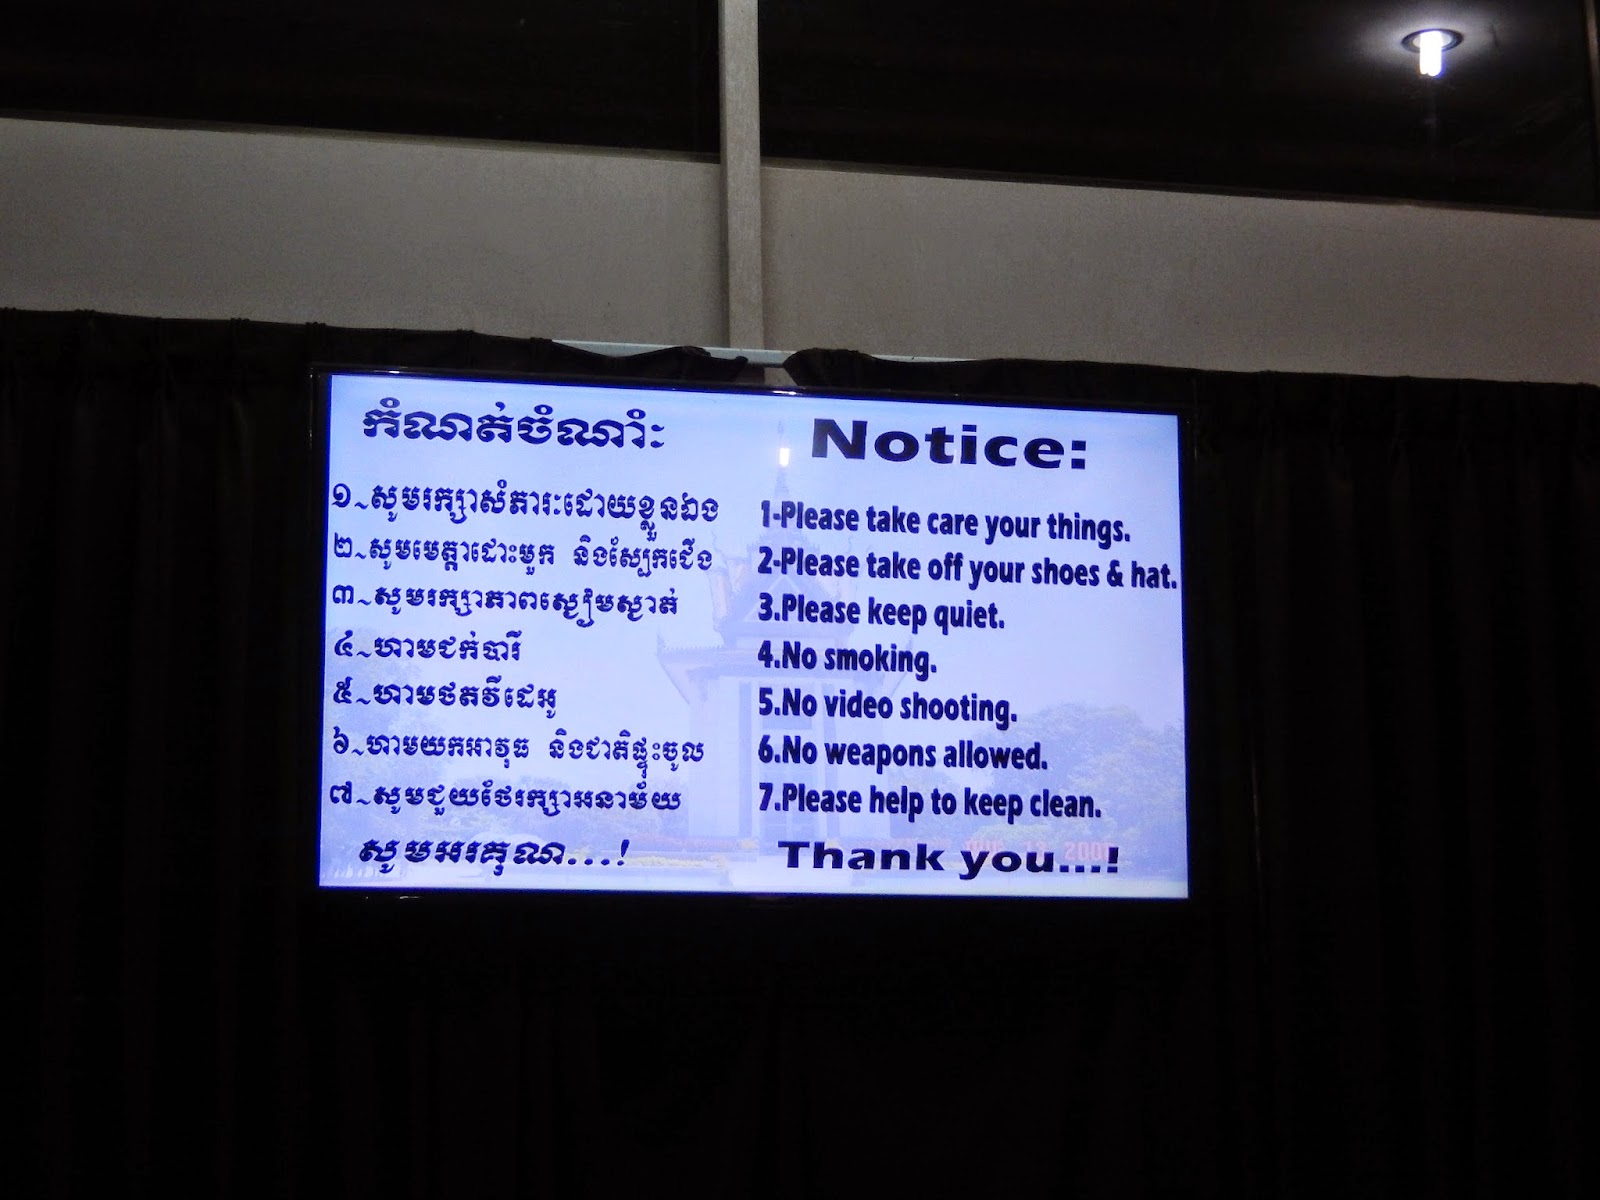 កំណត់ចំណាំ៖
១~សូមរក្សាសំភារៈដោយខ្លួនឯង
២~សូមមេត្តាដោះមួក និងស្បែកជើង
៣~សូមរក្សាភាពស្ងៀមស្ងាត់
៤~ហាមជក់បារី
៥~ហាមថតវីដេអូ
៦~ហាមយកអាវុធ និងជាតិផ្ទុះចូល
៧~សូមជួយថែរក្សាអនាម័យ
សូមអរគុណ...!
Notice:
1-Please take care your things.
2-Please take off your shoes & hat.
3.Please keep quiet.
4.No smoking.
5.No video shooting.
6.No weapons allowed.
7.Please help to keep clean.
Thank you...!